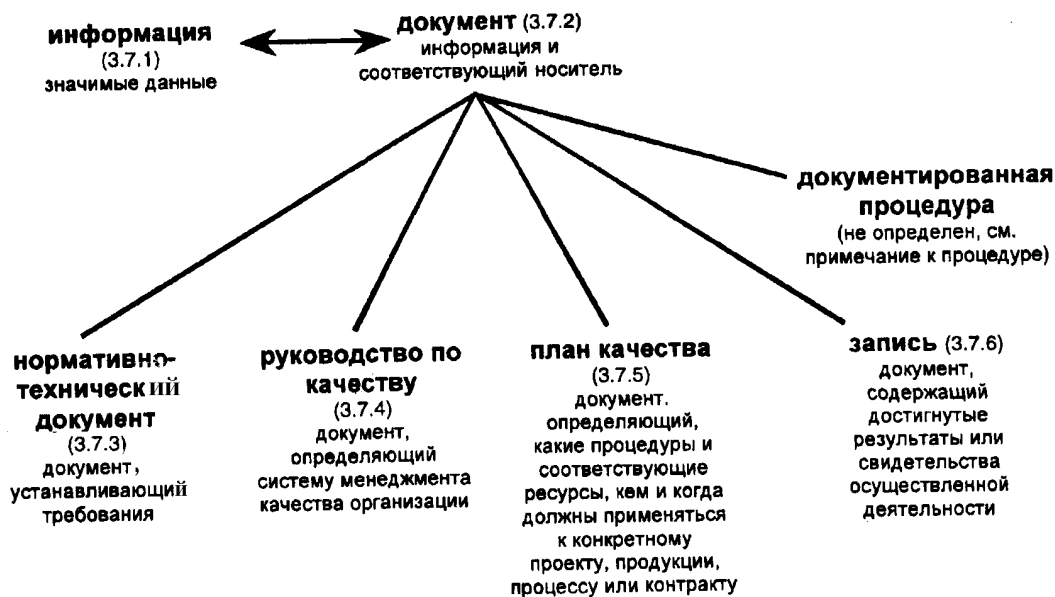 информация
(3.7.1)
значимые данные
документ (3.7.2)
информация и
соответствующий носитель
документированная
процедура
(не определен, см.
примечание к процедуре)
нормативно-
технический
документ
(3.7.3)
документ,
устанавливающий
требования
руководство по
качеству
(3.7.4)
документ,
определяющий
систему менеджмента
качества организации
план качества
(3.7.5)
документ.
определяющий,
какие процедуры и
соответствующие
ресурсы, кем и когда
должны применяться
к конкретному
проекту, продукции,
процессу или контракту
запись (3.7.6)
документ,
содержащий
достигнутые
результаты или
свидетельства
осуществленной
деятельности